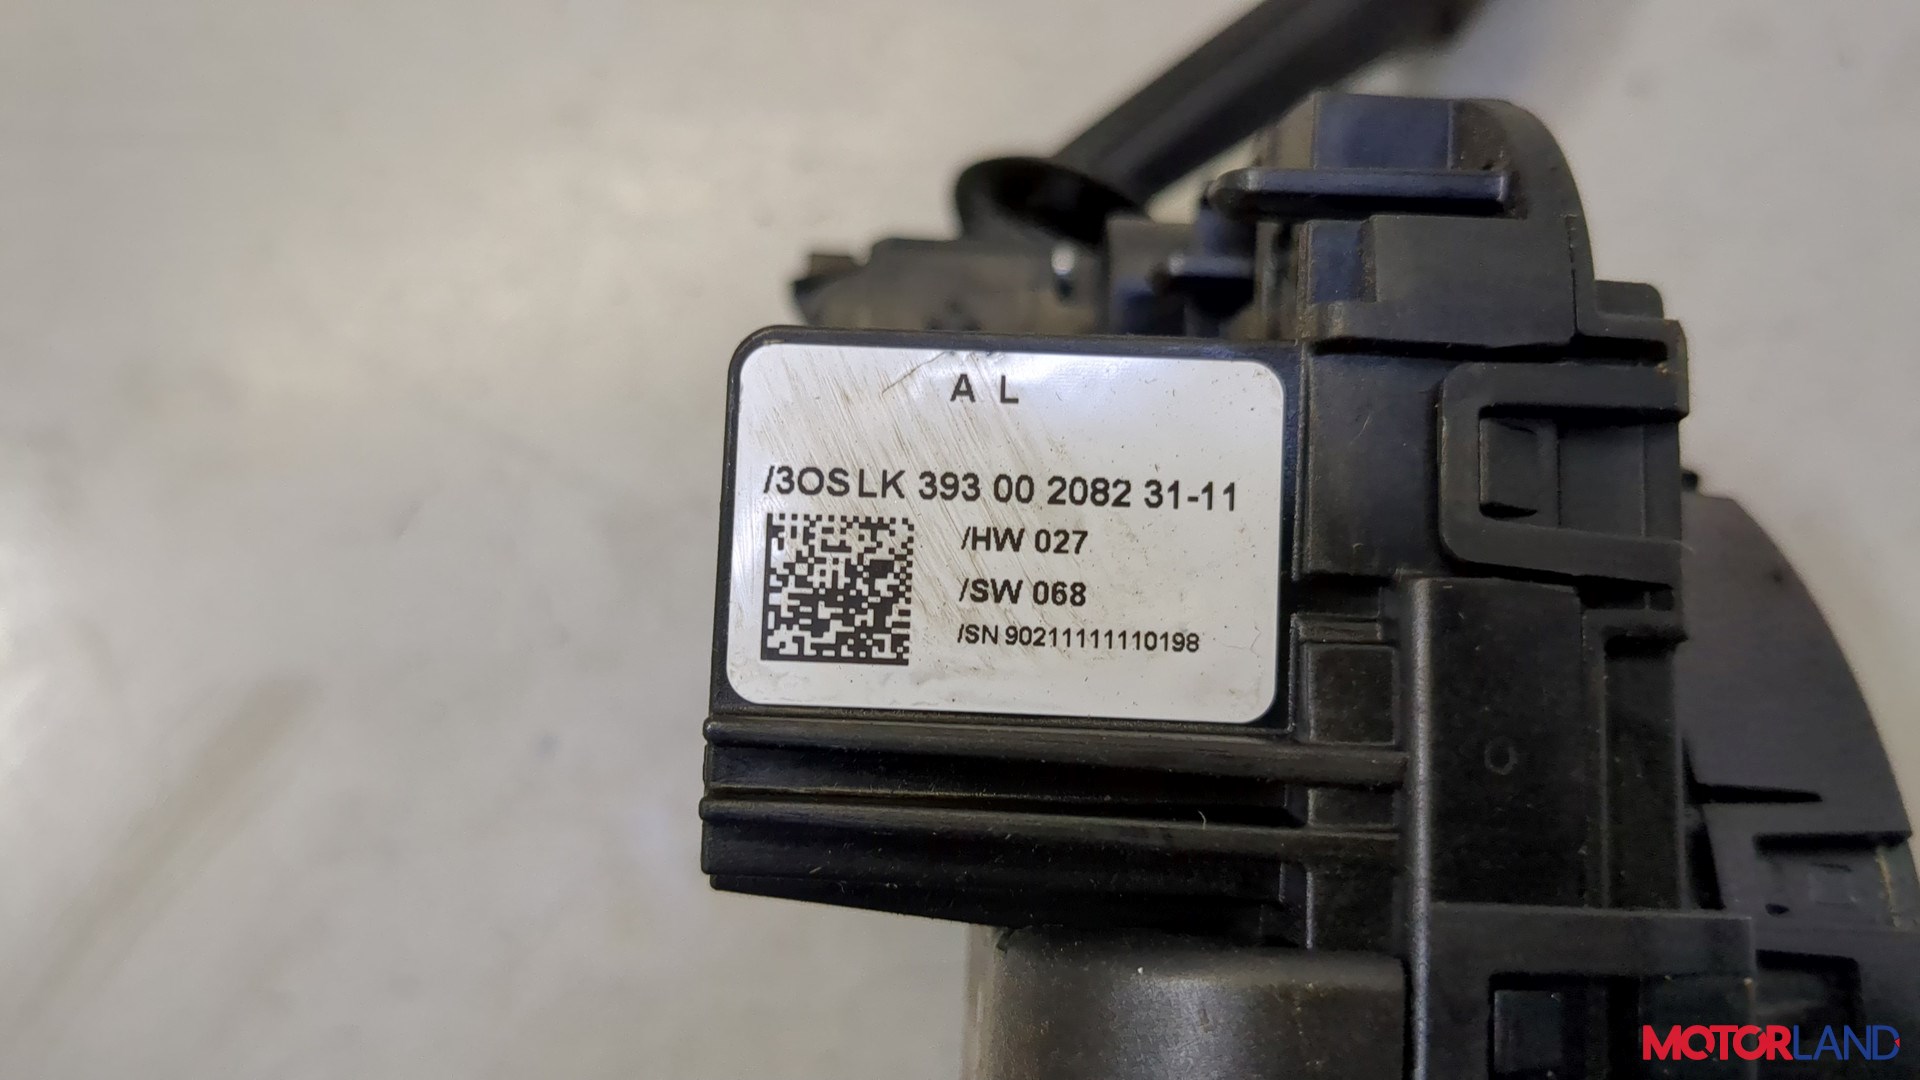 A L
/3OSLK 393 00 2082 31-11
/HW 027
/SW 068
/SN 90211111110198
MOTORLAND